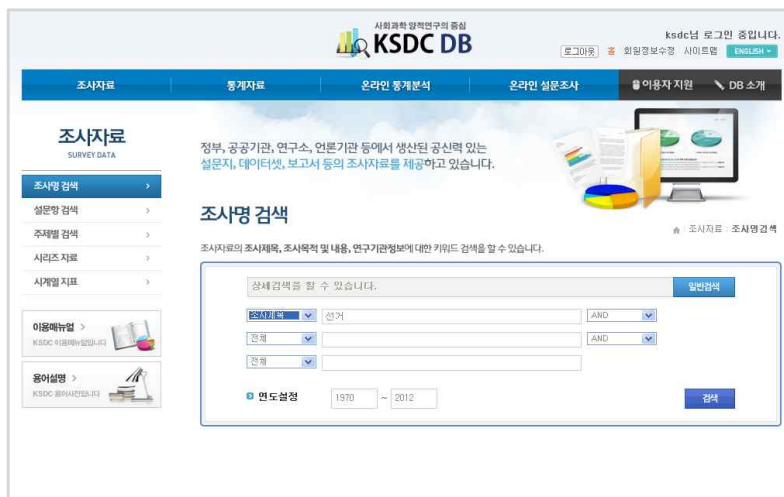 사회과학 양적연구의 중심
KSDC DB
ksdc님 로그인 중입니다.
로그아웃 홈 회원정보수정 사이트맵 ENGLISH
조사자료 통계자료 온라인 통계분석 온라인 설문조사 이용자 지원 DB 소개
조사자료
SURVEY DATA
조사명 검색
설문항 검색
주제별 검색
시리즈 자료
시계열 지표
이용매뉴얼
KSDC 이용매뉴얼입니다
용어설명
KSDC 용어사전입니다
정부, 공공기관, 연구소, 언론기관 등에서 생산된 공신력 있는
설문지, 데이터셋, 보고서 등의 조사자료를 제공하고 있습니다.
조사명 검색
조사자료 조사명검색
조사자료의 조사제목, 조사목적 및 내용, 연구기관정보에 대한 키워드 검색을 할 수 있습니다.
상세검색을 할 수 있습니다. 일반검색
조사제목 선거 AND
전체 AND
전체
연도설정 1970 ~ 2012 검색